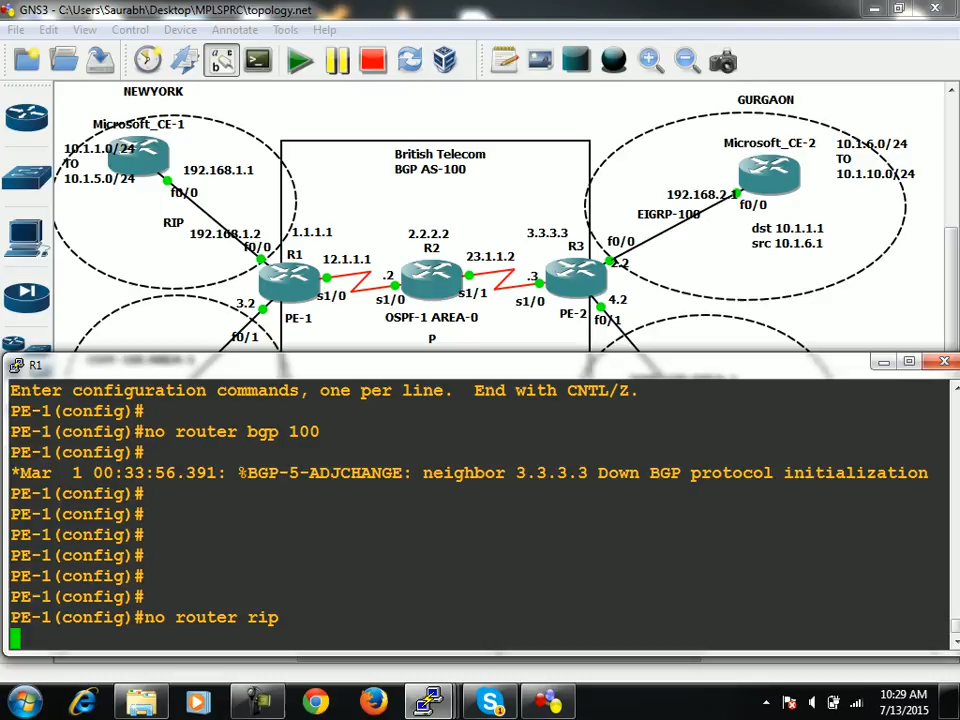 GNS3 - C:\Users\Saurabh\Desktop\MPLSPRC\topology.net
File Edit View Control Device Annotate Tools Help
NEWYORK
Microsoft_CE-1
10.1.1.0/24
TO
10.1.5.0/24
192.168.1.1
f0/0
RIP
192.168.1.2
f0/0
1.1.1.1
R1
12.1.1.1
s1/0
PE-1
3.2
f0/1
British Telecom
BGP AS-100
2.2.2.2
R2
.2
s1/0
23.1.1.2
s1/1
OSPF-1 AREA-0
P
3.3.3.3
R3
.3
s1/0
PE-2
f0/0
2.2
4.2
f0/1
GURGAON
Microsoft_CE-2
10.1.6.0/24
TO
10.1.10.0/24
192.168.2.1
f0/0
EIGRP-100
dst 10.1.1.1
src 10.1.6.1
R1
Enter configuration commands, one per line.  End with CNTL/Z.
PE-1(config)#
PE-1(config)#no router bgp 100
PE-1(config)#
*Mar  1 00:33:56.391: %BGP-5-ADJCHANGE: neighbor 3.3.3.3 Down BGP protocol initialization
PE-1(config)#
PE-1(config)#
PE-1(config)#
PE-1(config)#
PE-1(config)#
PE-1(config)#
PE-1(config)#no router rip
10:29 AM
7/13/2015